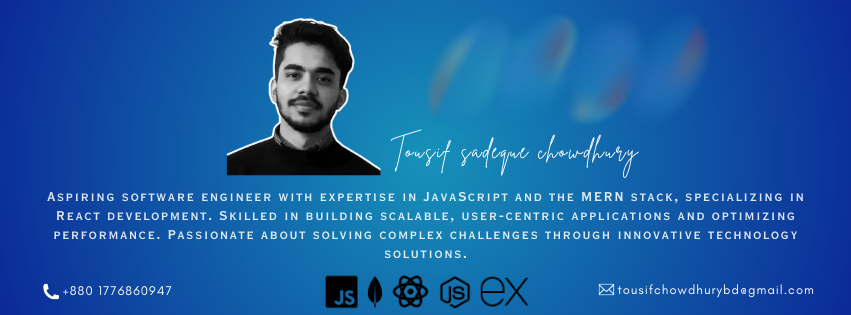 Tousif sadeque chowdhury
Aspiring software engineer with expertise in JavaScript and the MERN stack, specializing in
React development. Skilled in building scalable, user-centric applications and optimizing
performance. Passionate about solving complex challenges through innovative technology
solutions.
+880 1776860947
JS
JS
ex
tousifchowdhurybd@gmail.com